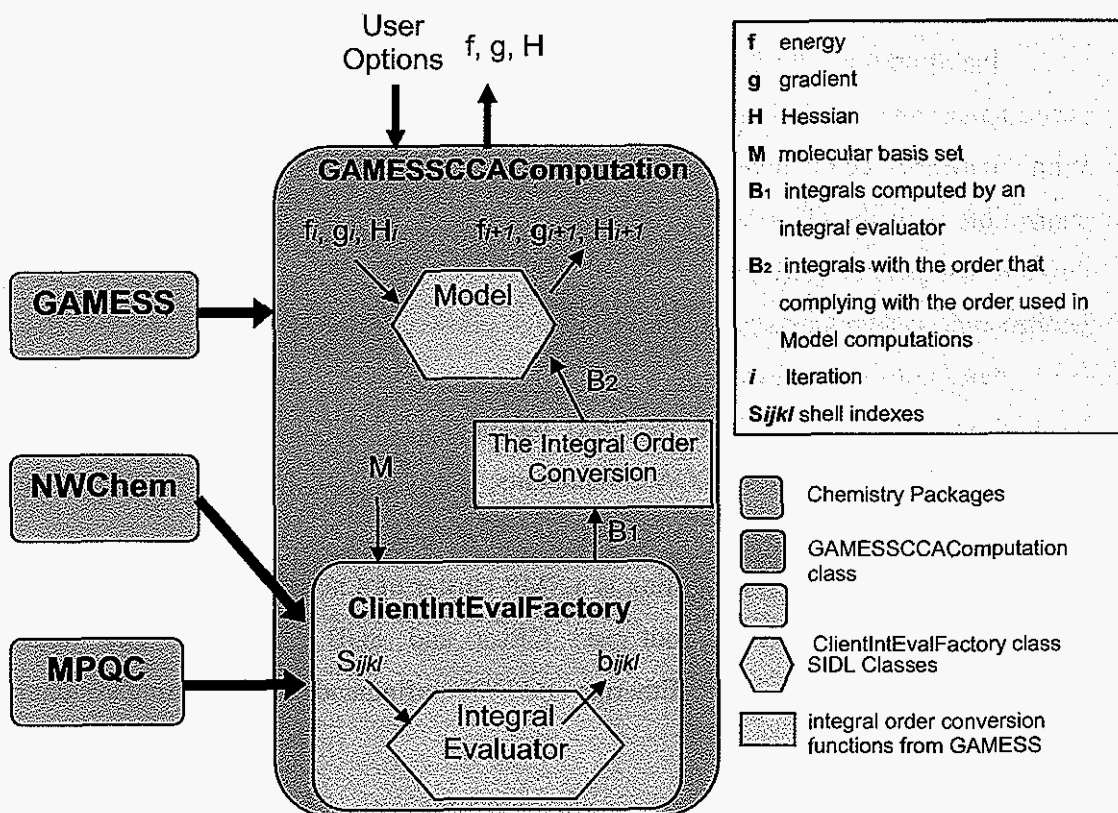 User
Options
f, g, H
GAMESSCCAComputation
fi, gi, Hi
fi+1, gi+1, Hi+1
Model
GAMESS
B2
The Integral Order
Conversion
M
NWChem
B1
ClientIntEvalFactory
MPQC
Sijkl
bijkl
Integral
Evaluator
f energy
g gradient
H Hessian
M molecular basis set
B1 integrals computed by an
integral evaluator
B2 integrals with the order that
complying with the order used in
Model computations
i Iteration
Sijkl shell indexes
Chemistry Packages
GAMESSCCAComputation
class
ClientIntEvalFactory class
SIDL Classes
integral order conversion
functions from GAMESS